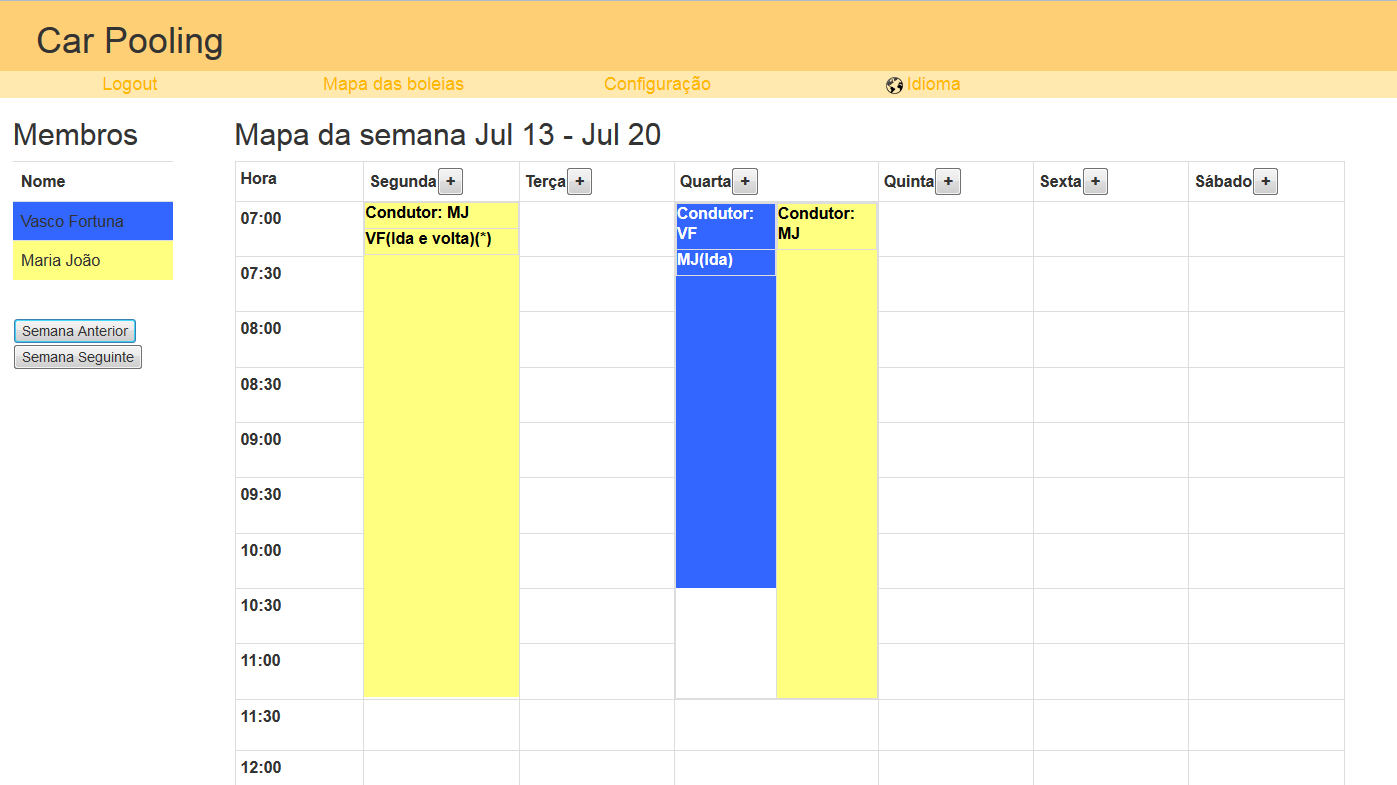 Car Pooling
Logout Mapa das boleias Configuração Idioma
Membros
Nome
Vasco Fortuna
Maria João
Semana Anterior
Semana Seguinte
Mapa da semana Jul 13 - Jul 20
Hora Segunda + Terça + Quarta + Quinta + Sexta + Sábado +
07:00
Condutor: MJ
VF(Ida e volta)(*)
Condutor:
VF
MJ(Ida)
Condutor:
MJ
07:30
08:00
08:30
09:00
09:30
10:00
10:30
11:00
11:30
12:00